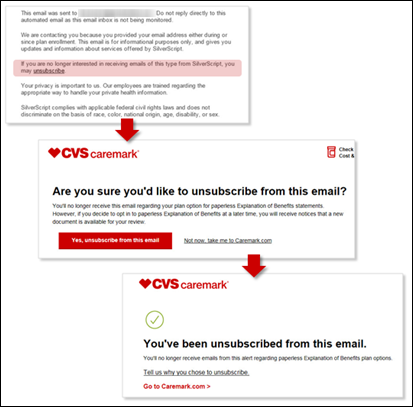 This email was sent to . Do not reply directly to this
automated email as this email inbox is not being monitored.
We are contacting you because you provided your email address either during or
since plan enrollment. This email is for informational purposes only, and gives you
updates and information about services offered by SilverScript.
If you are no longer interested in receiving emails of this type from SilverScript, you
may unsubscribe.
Your privacy is important to us. Our employees are trained regarding the
appropriate way to handle your private health information.
SilverScript complies with applicable federal civil rights laws and does not
discriminate on the basis of race, color, national origin, age, disability, or sex.
CVS caremark®
Check
Cost &
Are you sure you'd like to unsubscribe from this email?
You'll no longer receive this email regarding your plan option for paperless Explanation of Benefits statements.
However, if you decide to opt in to paperless Explanation of Benefits at a later time, you will receive notices that a new
document is available for your review.
Yes, unsubscribe from this email
Not now, take me to Caremark.com
CVS caremark®
You've been unsubscribed from this email.
You'll no longer receive emails from this alert regarding paperless Explanation of Benefits plan options.
Tell us why you chose to unsubscribe.
Go to Caremark.com >